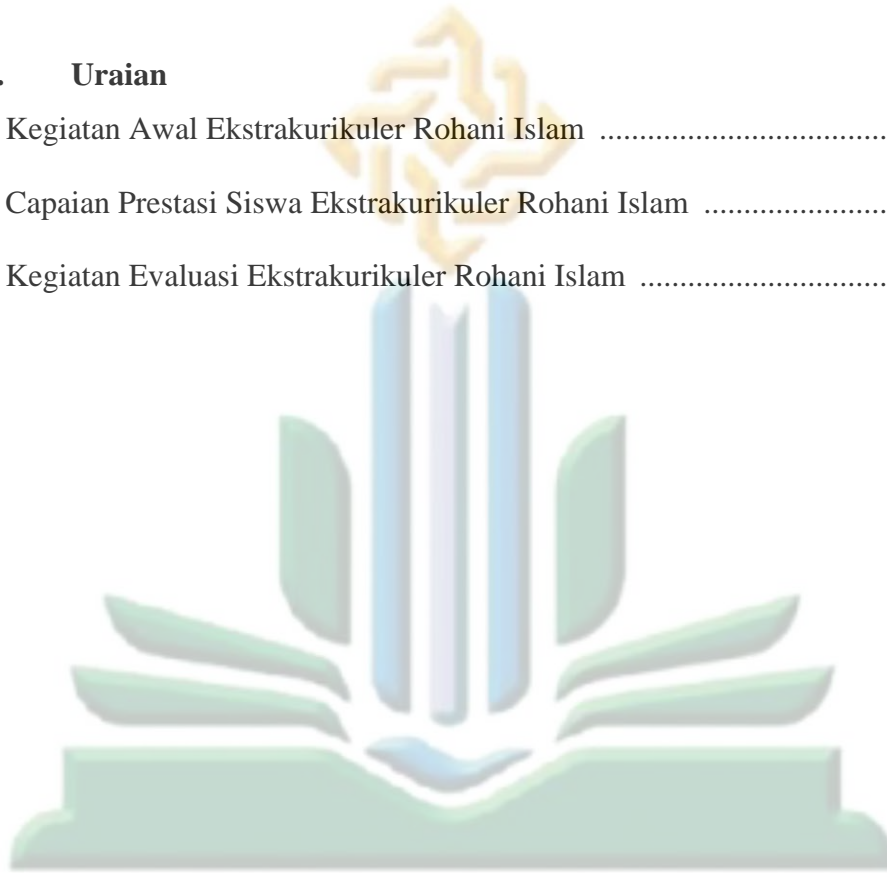 . Uraian
Kegiatan Awal Ekstrakurikuler Rohani Islam ....................................
Capaian Prestasi Siswa Ekstrakurikuler Rohani Islam .......................
Kegiatan Evaluasi Ekstrakurikuler Rohani Islam ...............................